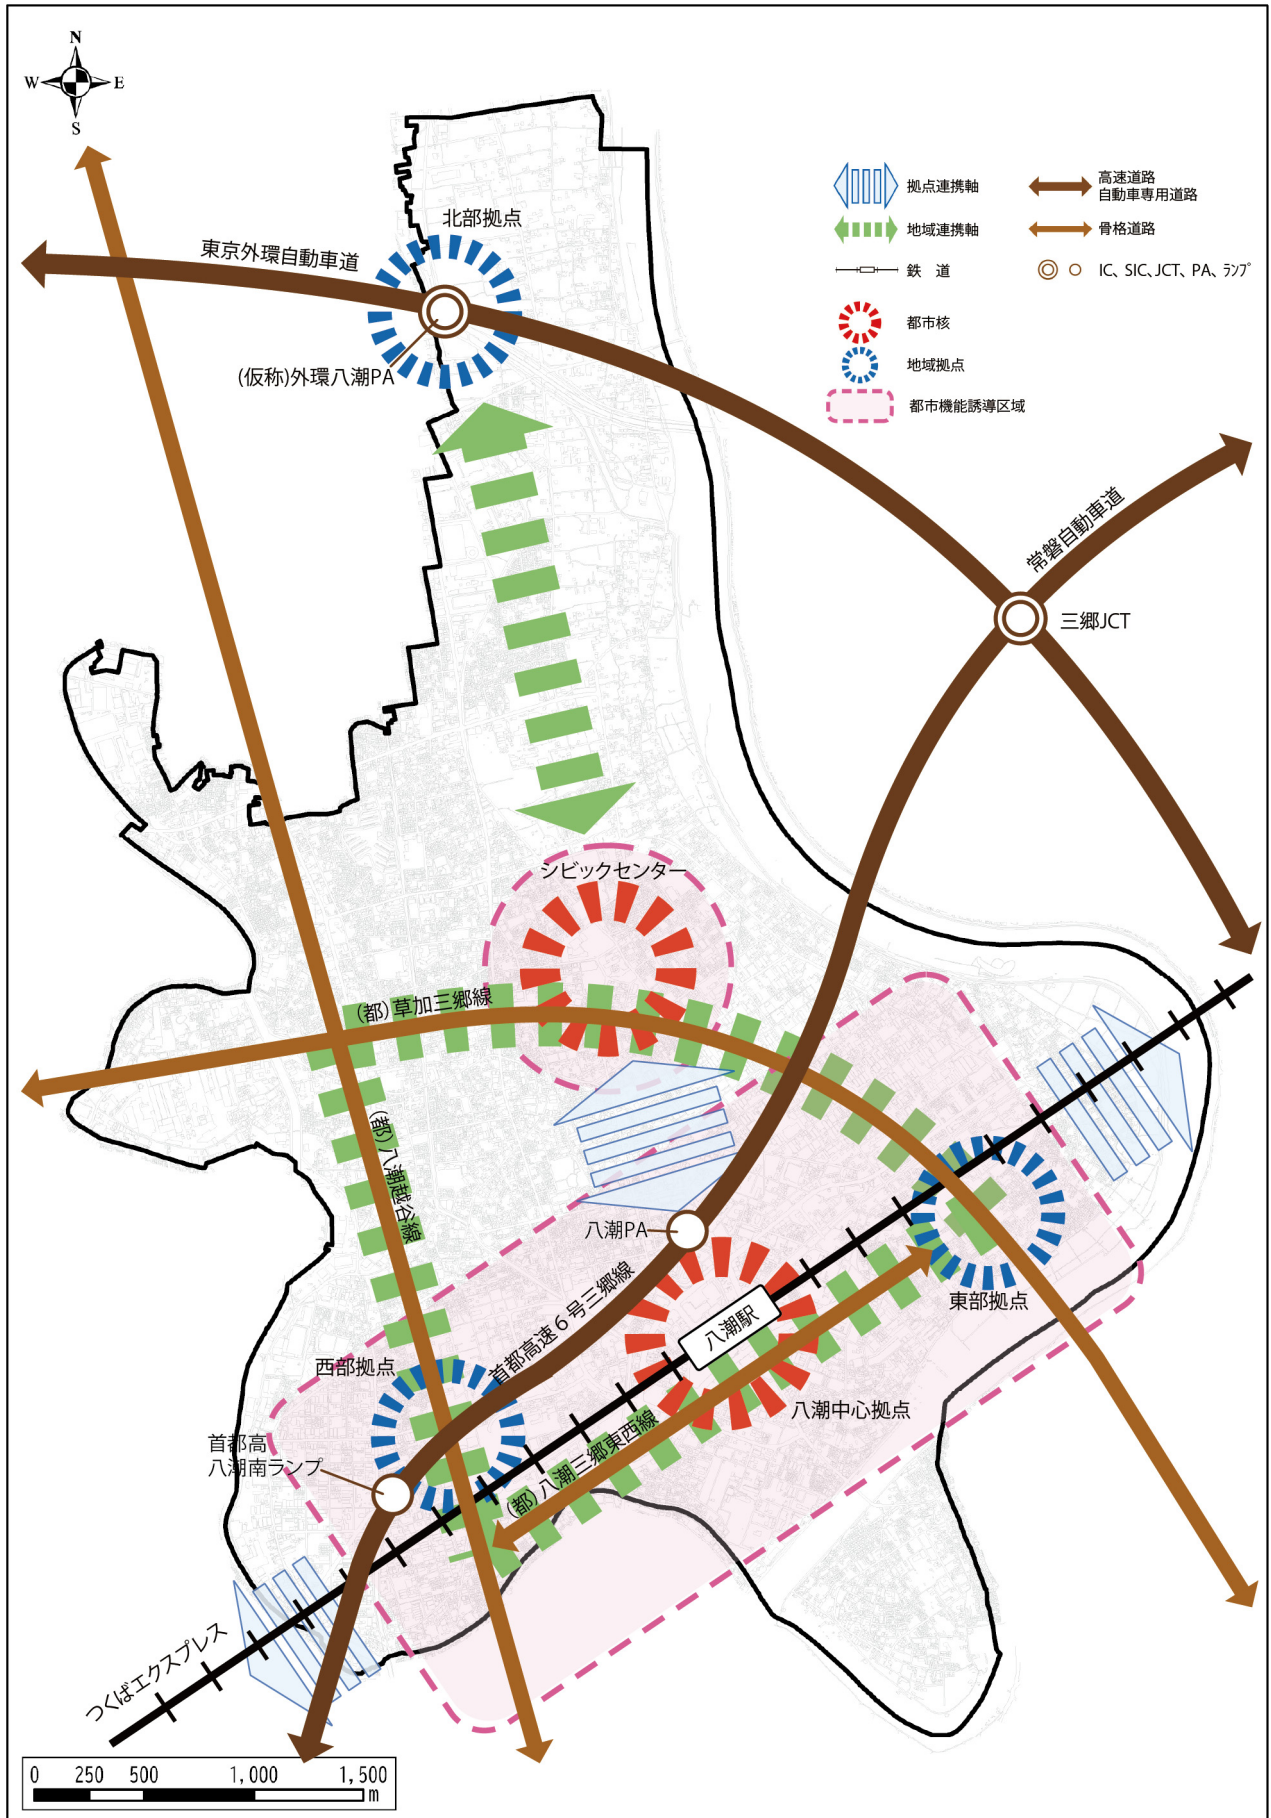 N
W
E
S
拠点連携軸
高速道路
自動車専用道路
地域連携軸
骨格道路
鉄　道
IC、SIC、JCT、PA、ﾗﾝﾌﾟ
都市核
地域拠点
都市機能誘導区域
北部拠点
東京外環自動車道
(仮称)外環八潮PA
常磐自動車道
三郷JCT
シビックセンター
(都)草加三郷線
(都)八潮越谷線
八潮PA
首都高速６号三郷線
東部拠点
八潮駅
西部拠点
八潮中心拠点
首都高
八潮南ランプ
(都)八潮三郷東西線
つくばエクスプレス
0 250 500 1,000 1,500
m